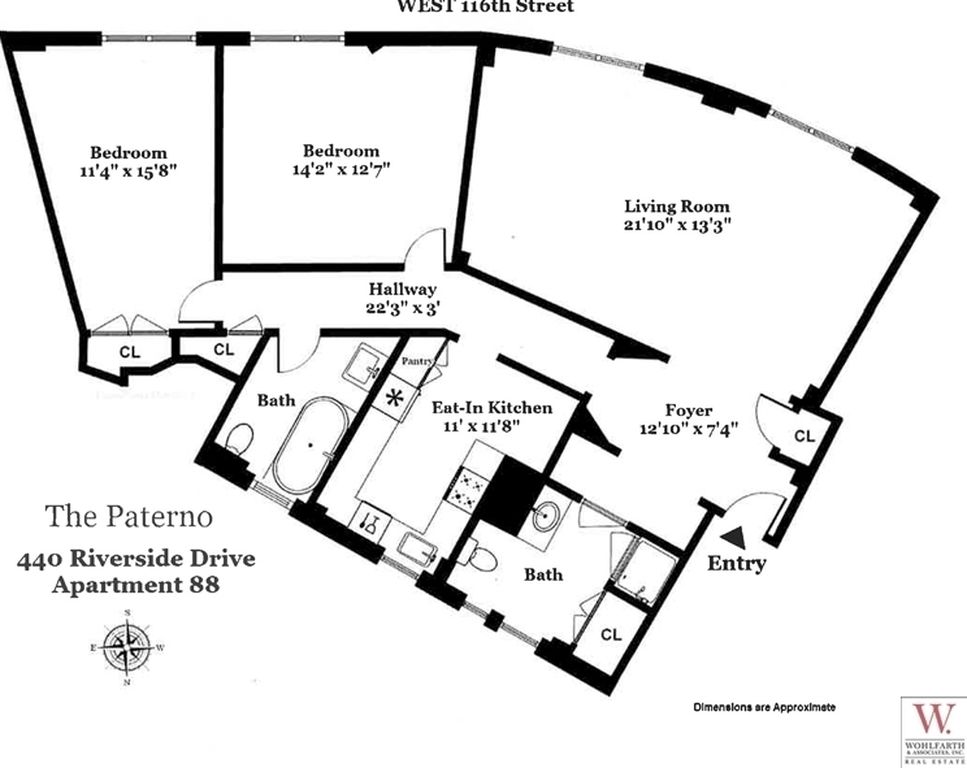 WEST 116th Street
Bedroom
11'4" x 15'8"
Bedroom
14'2" x 12'7"
Living Room
21'10" x 13'3"
Hallway
22'3" x 3'
CL
CL
Pantry
Bath
Eat-In Kitchen
11' x 11'8"
Foyer
12'10" x 7'4"
CL
The Paterno
440 Riverside Drive
Apartment 88
Entry
Bath
CL
S
E W
N
Dimensions are Approximate
W.
WOHLFARTH
& ASSOCIATES, INC.
REAL ESTATE